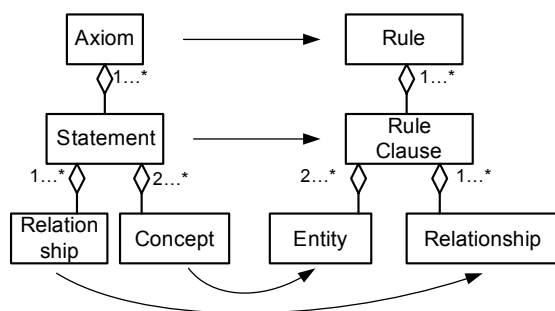 Axiom
Rule
1...*
1...*
Statement
Rule
Clause
1...*
2...*
2...*
1...*
Relation
ship
Concept
Entity
Relationship